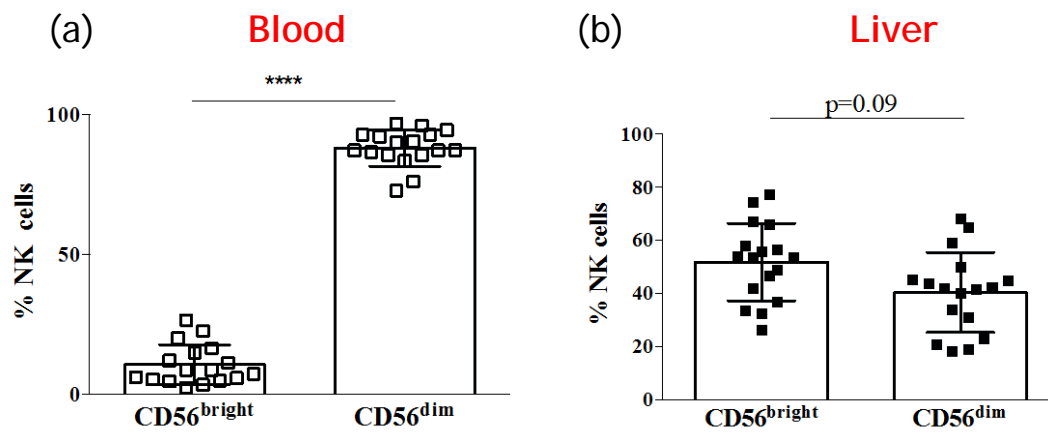 (a) Blood
****
100
50
0
% NK cells
CD56bright CD56dim
(b) Liver
p=0.09
100
80
60
40
20
0
% NK cells
CD56bright CD56dim